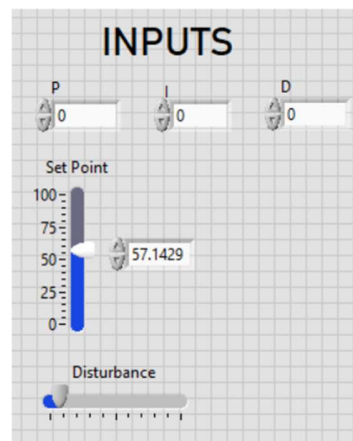 INPUTS
P I D
0 0 0
Set Point
100
75
57.1429
50
25
0
Disturbance